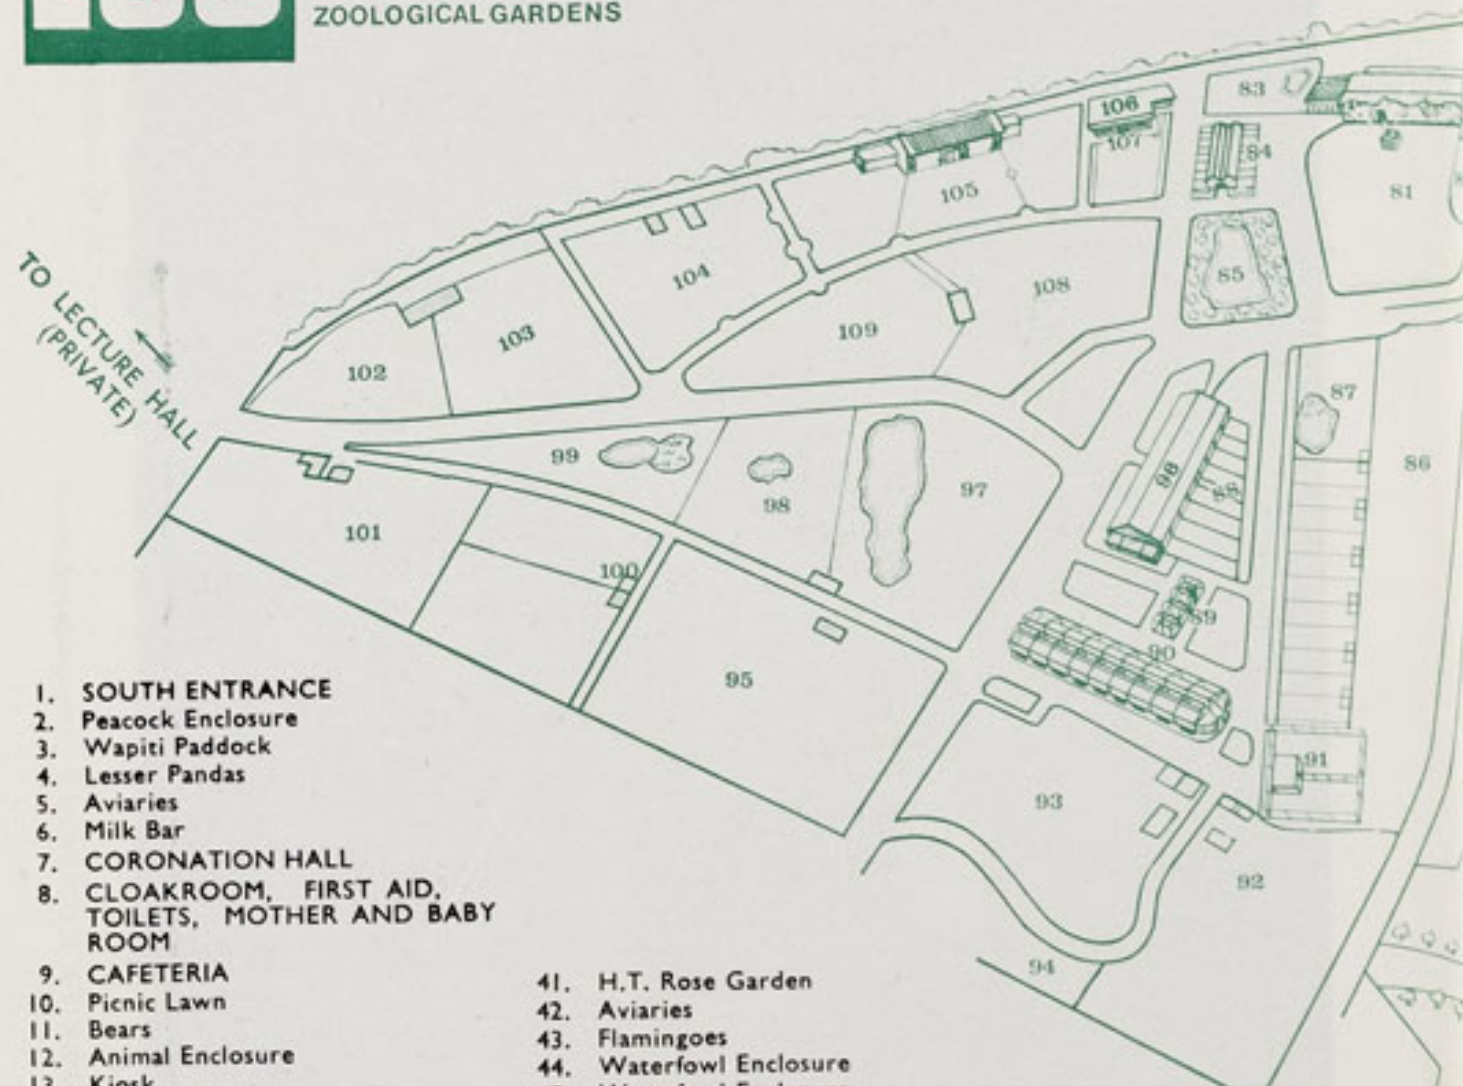 ZOOLOGICAL GARDENS
83
106
107
84
81
105
104
85
108
103
109
102
TO LECTURE HALL
(PRIVATE)
87
99
98
97
86
101
100
89
90
95
91
93
92
94
1. SOUTH ENTRANCE
2. Peacock Enclosure
3. Wapiti Paddock
4. Lesser Pandas
5. Aviaries
6. Milk Bar
7. CORONATION HALL
8. CLOAKROOM, FIRST AID,
TOILETS, MOTHER AND BABY
ROOM
9. CAFETERIA
10. Picnic Lawn
11. Bears
12. Animal Enclosure
13. Kiosk
41. H.T. Rose Garden
42. Aviaries
43. Flamingoes
44. Waterfowl Enclosure